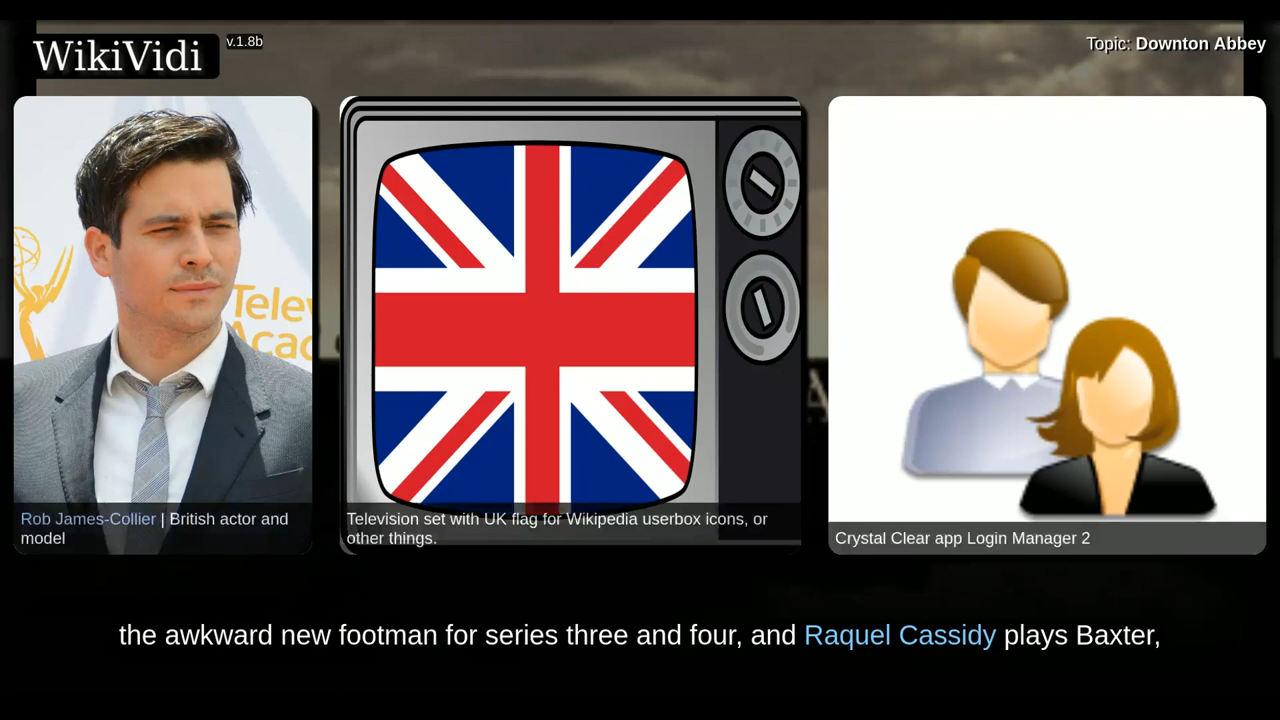 WikiVidi
v.1.8b
Topic: Downton Abbey
Telev
Acad
Rob James-Collier | British actor and
model
Television set with UK flag for Wikipedia userbox icons, or
other things.
Crystal Clear app Login Manager 2
the awkward new footman for series three and four, and Raquel Cassidy plays Baxter,